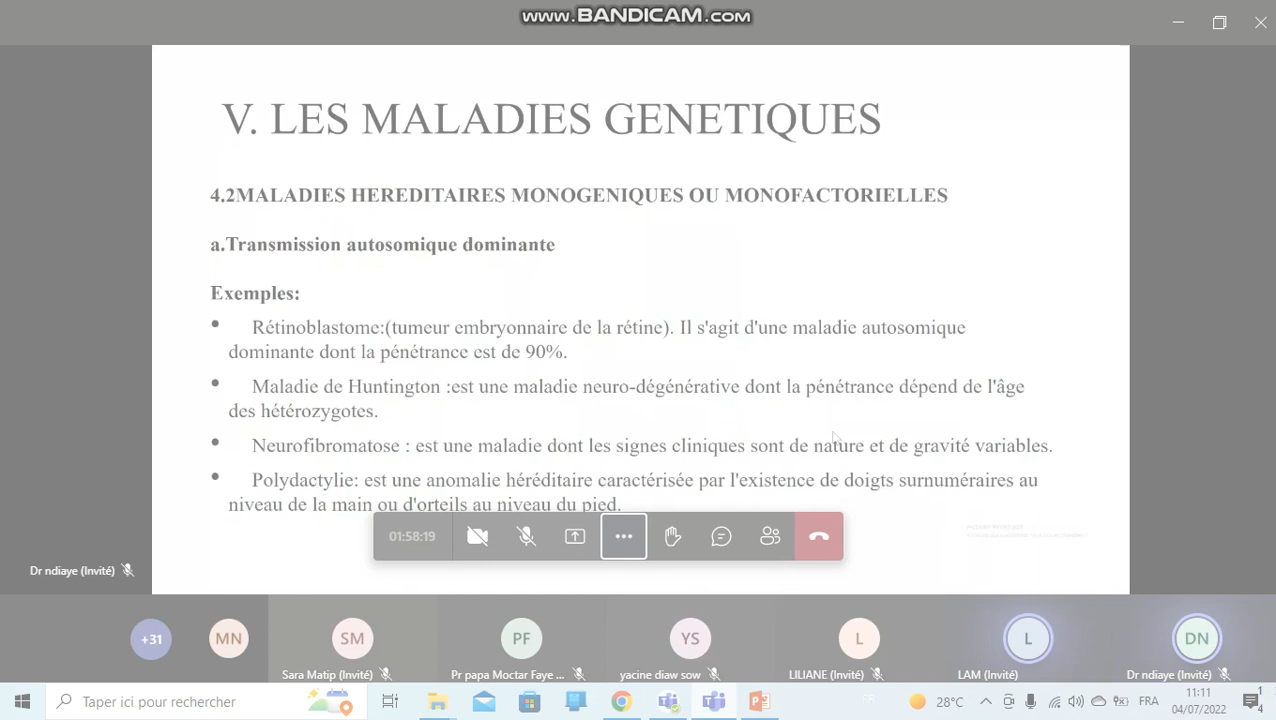 www.BANDICAM.com
V. LES MALADIES GENETIQUES
4.2MALADIES HEREDITAIRES MONOGENIQUES OU MONOFACTORIELLES
a.Transmission autosomique dominante
Exemples:
• Rétinoblastome:(tumeur embryonnaire de la rétine). Il s'agit d'une maladie autosomique
dominante dont la pénétrance est de 90%.
• Maladie de Huntington :est une maladie neuro-dégénérative dont la pénétrance dépend de l'âge
des hétérozygotes.
• Neurofibromatose : est une maladie dont les signes cliniques sont de nature et de gravité variables.
• Polydactylie: est une anomalie héréditaire caractérisée par l'existence de doigts surnuméraires au
niveau de la main ou d'orteils au niveau du pied.
01:58:19
Dr ndiaye (Invité)
+31
MN
SM
PF
YS
L
L
DN
Sara Matip (Invité)
Pr papa Moctar Faye ...
yacine diaw sow
LILIANE (Invité)
LAM (Invité)
Dr ndiaye (Invité)
Taper ici pour rechercher
28°C
FRA
11:11
04/07/2022
1